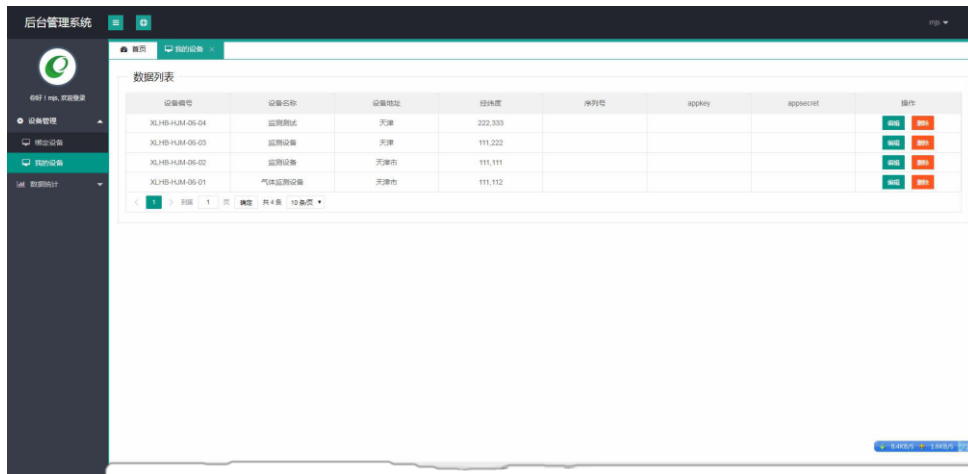 后台管理系统
mjs
首页 我的设备 ×
你好！mjs, 欢迎登录
设备管理
绑定设备
我的设备
数据统计
数据列表
设备编号 设备名称 设备地址 经纬度 序列号 appkey appsecret 操作
XLHB-HJM-06-04 监测测试 天津 222,333 编辑 删除
XLHB-HJM-06-03 监测设备 天津 111,222 编辑 删除
XLHB-HJM-06-02 监测设备 天津市 111,111 编辑 删除
XLHB-HJM-06-01 气体监测设备 天津市 111,112 编辑 删除
1 到第 1 页 确定 共 4 条 10 条/页
8.4KB/S 1.6KB/S